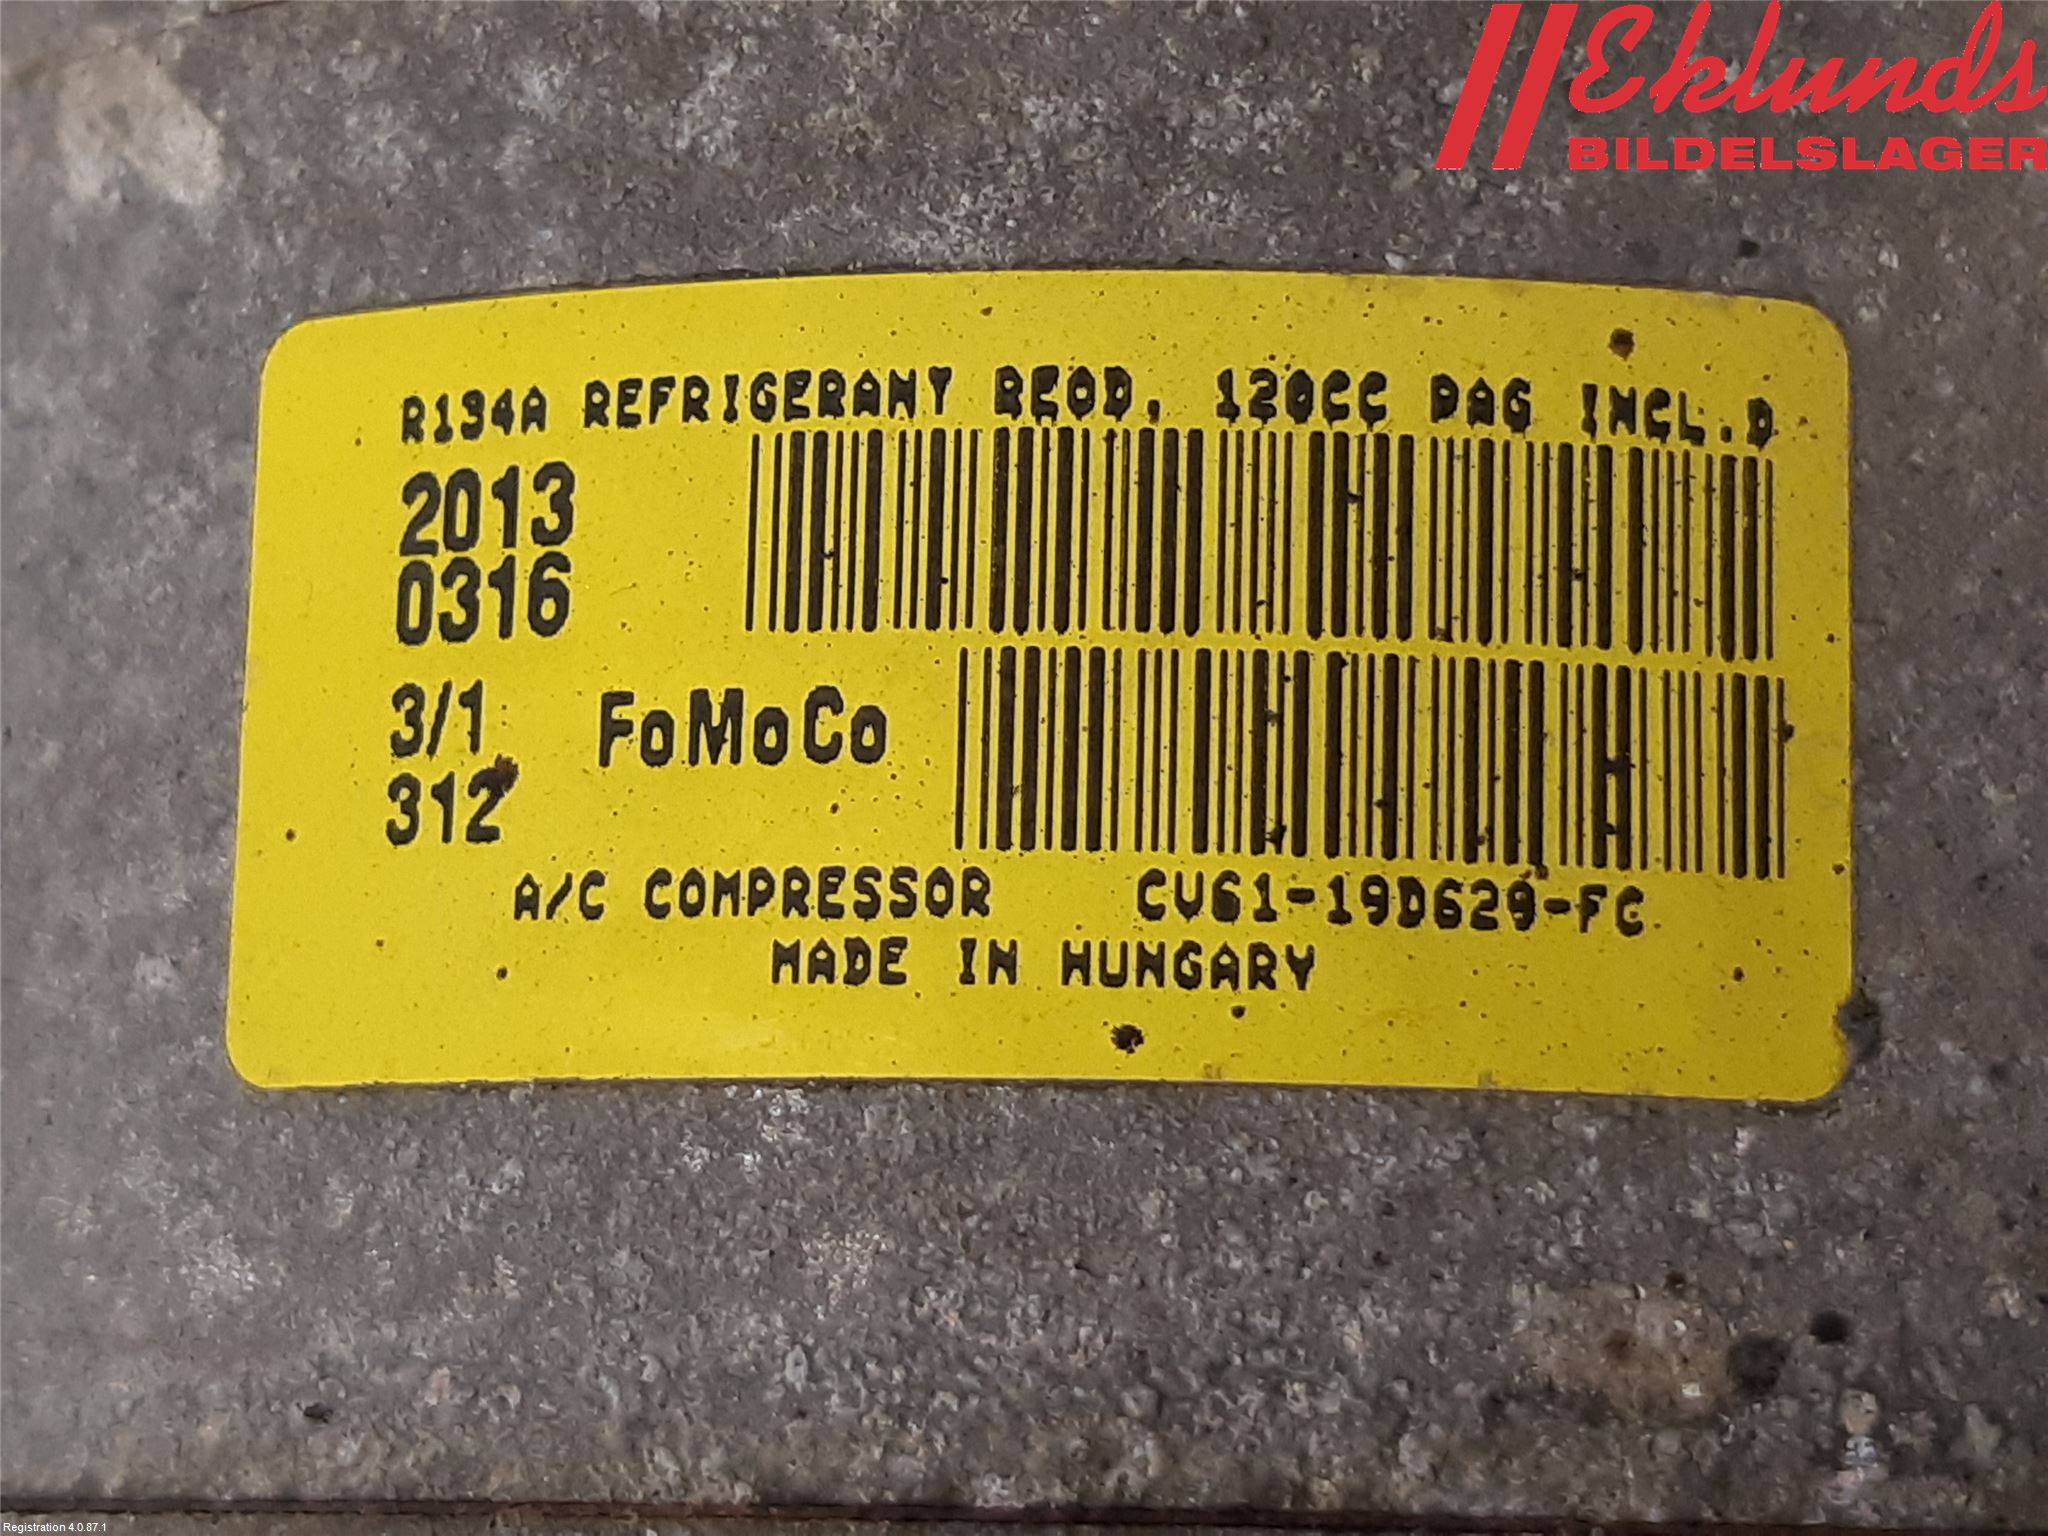 Eklunds
BILDELSLAGER
R134A REFRIGERANT REQD. 120CC PAG INCL.D
2013
0316
3/1
FoMoCo
312
A/C COMPRESSOR CV61-19D629-FC
MADE IN HUNGARY
Registration 4.0.87.1